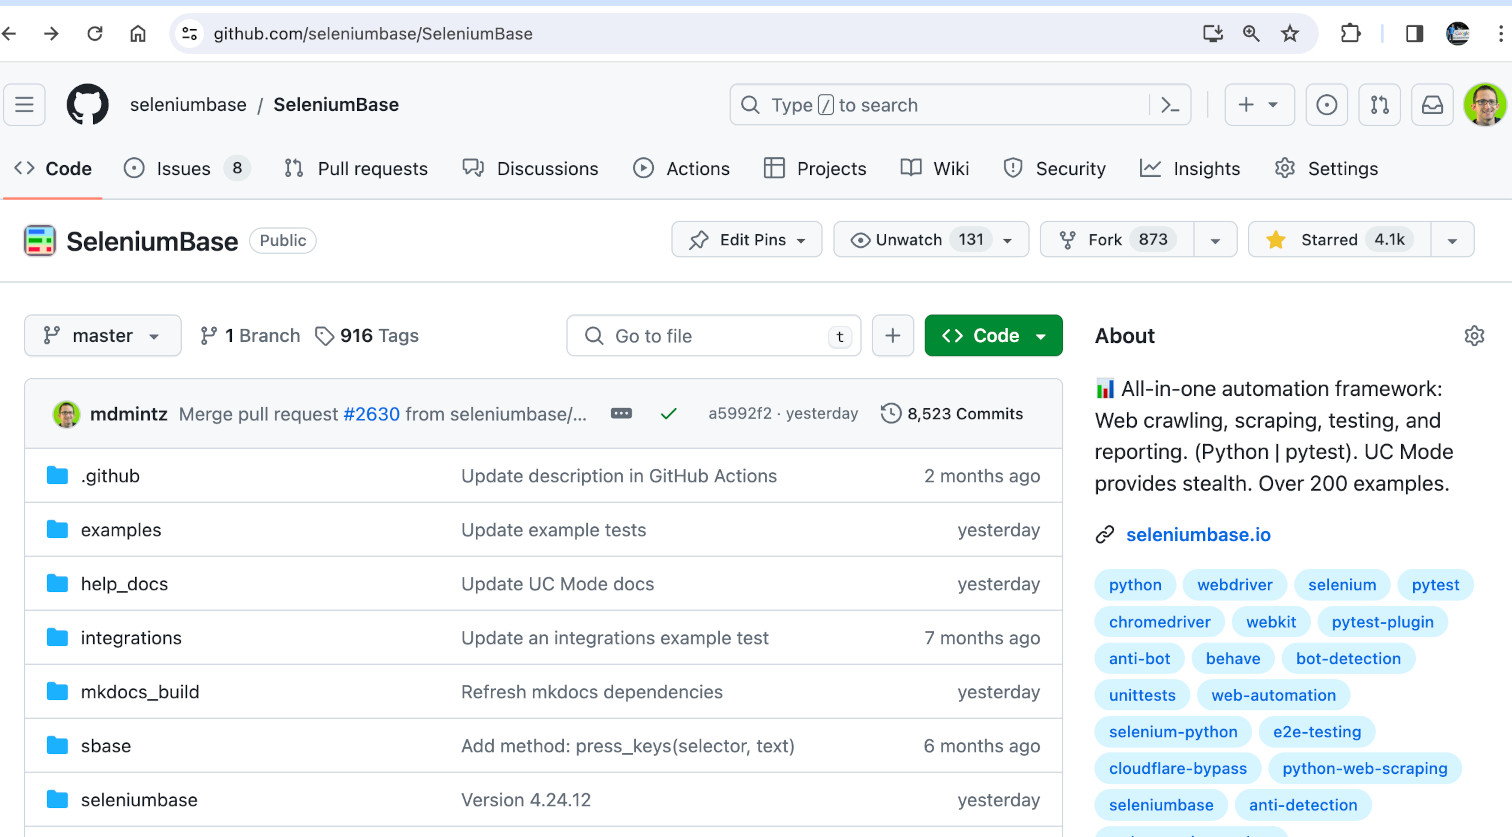 github.com/seleniumbase/SeleniumBase
seleniumbase / SeleniumBase
Type / to search
Code
Issues 8
Pull requests
Discussions
Actions
Projects
Wiki
Security
Insights
Settings
SeleniumBase Public
Edit Pins
Unwatch 131
Fork 873
Starred 4.1k
master
1 Branch
916 Tags
Go to file t
Code
mdmintz Merge pull request #2630 from seleniumbase/... a5992f2 · yesterday 8,523 Commits
.github Update description in GitHub Actions 2 months ago
examples Update example tests yesterday
help_docs Update UC Mode docs yesterday
integrations Update an integrations example test 7 months ago
mkdocs_build Refresh mkdocs dependencies yesterday
sbase Add method: press_keys(selector, text) 6 months ago
seleniumbase Version 4.24.12 yesterday
About
All-in-one automation framework:
Web crawling, scraping, testing, and
reporting. (Python | pytest). UC Mode
provides stealth. Over 200 examples.
seleniumbase.io
python webdriver selenium pytest
chromedriver webkit pytest-plugin
anti-bot behave bot-detection
unittests web-automation
selenium-python e2e-testing
cloudflare-bypass python-web-scraping
seleniumbase anti-detection